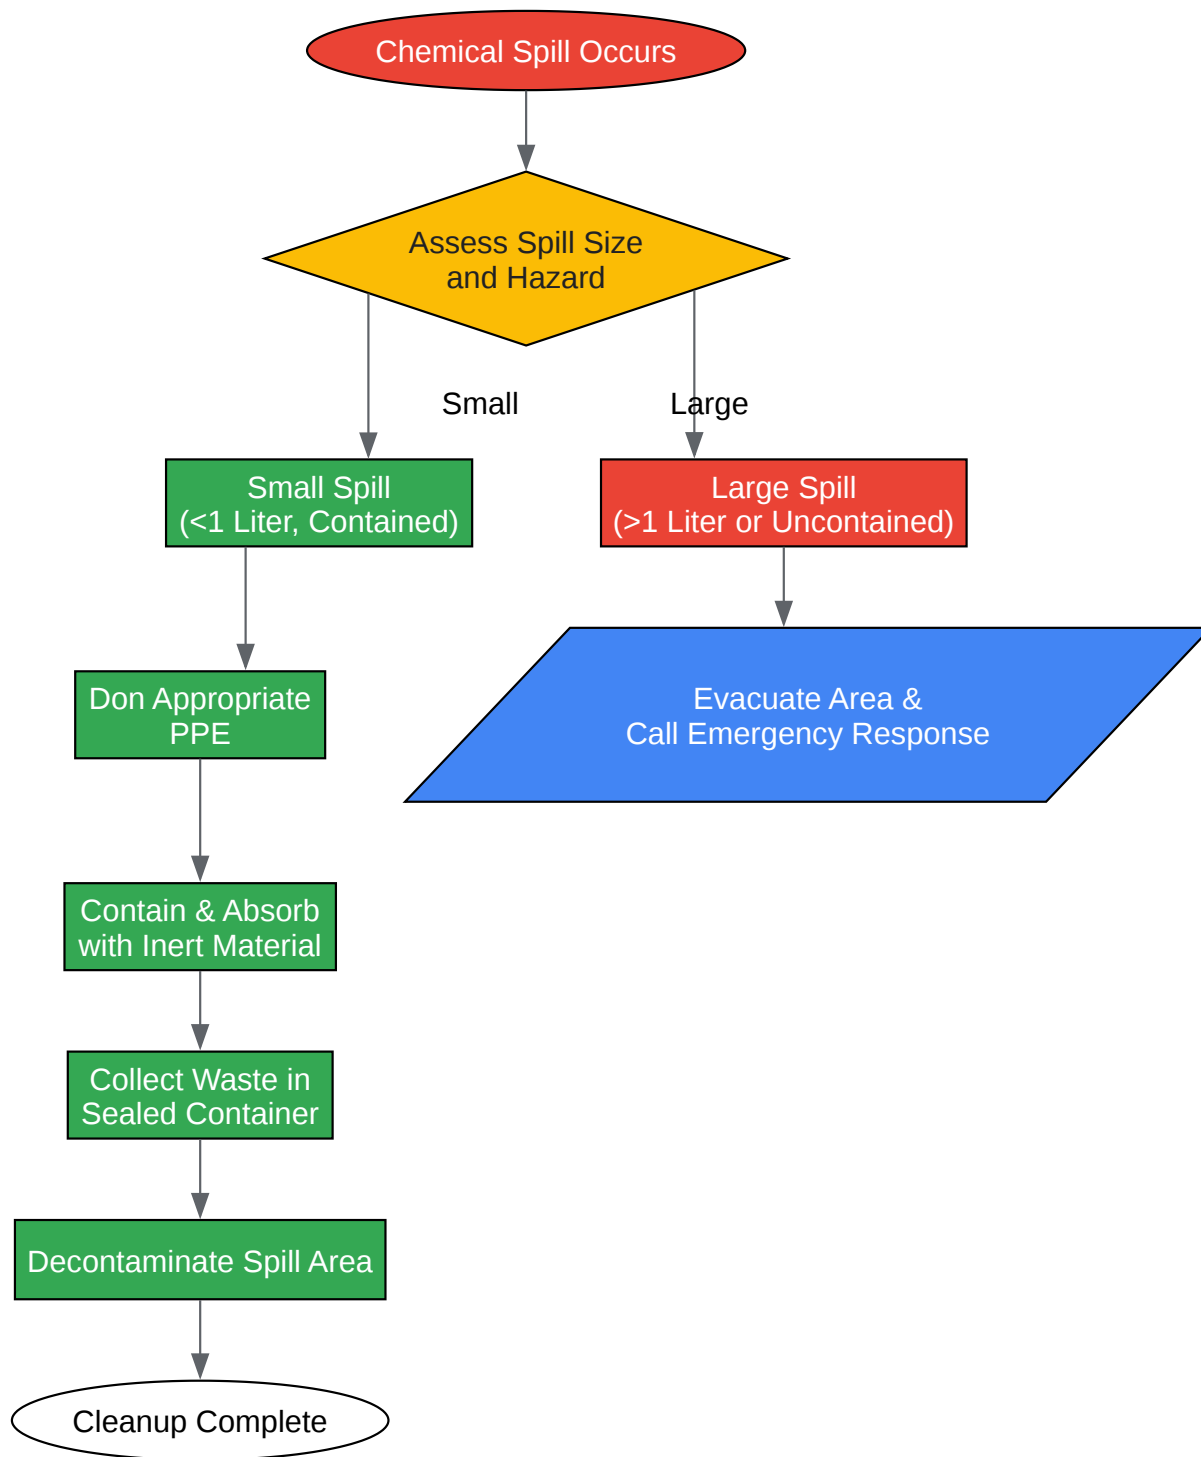 Chemical Spill Occurs
Assess Spill Size
and Hazard
Small
Large
Small Spill
(<1 Liter, Contained)
Large Spill
(>1 Liter or Uncontained)
Don Appropriate
PPE
Evacuate Area &
Call Emergency Response
Contain & Absorb
with Inert Material
Collect Waste in
Sealed Container
Decontaminate Spill Area
Cleanup Complete